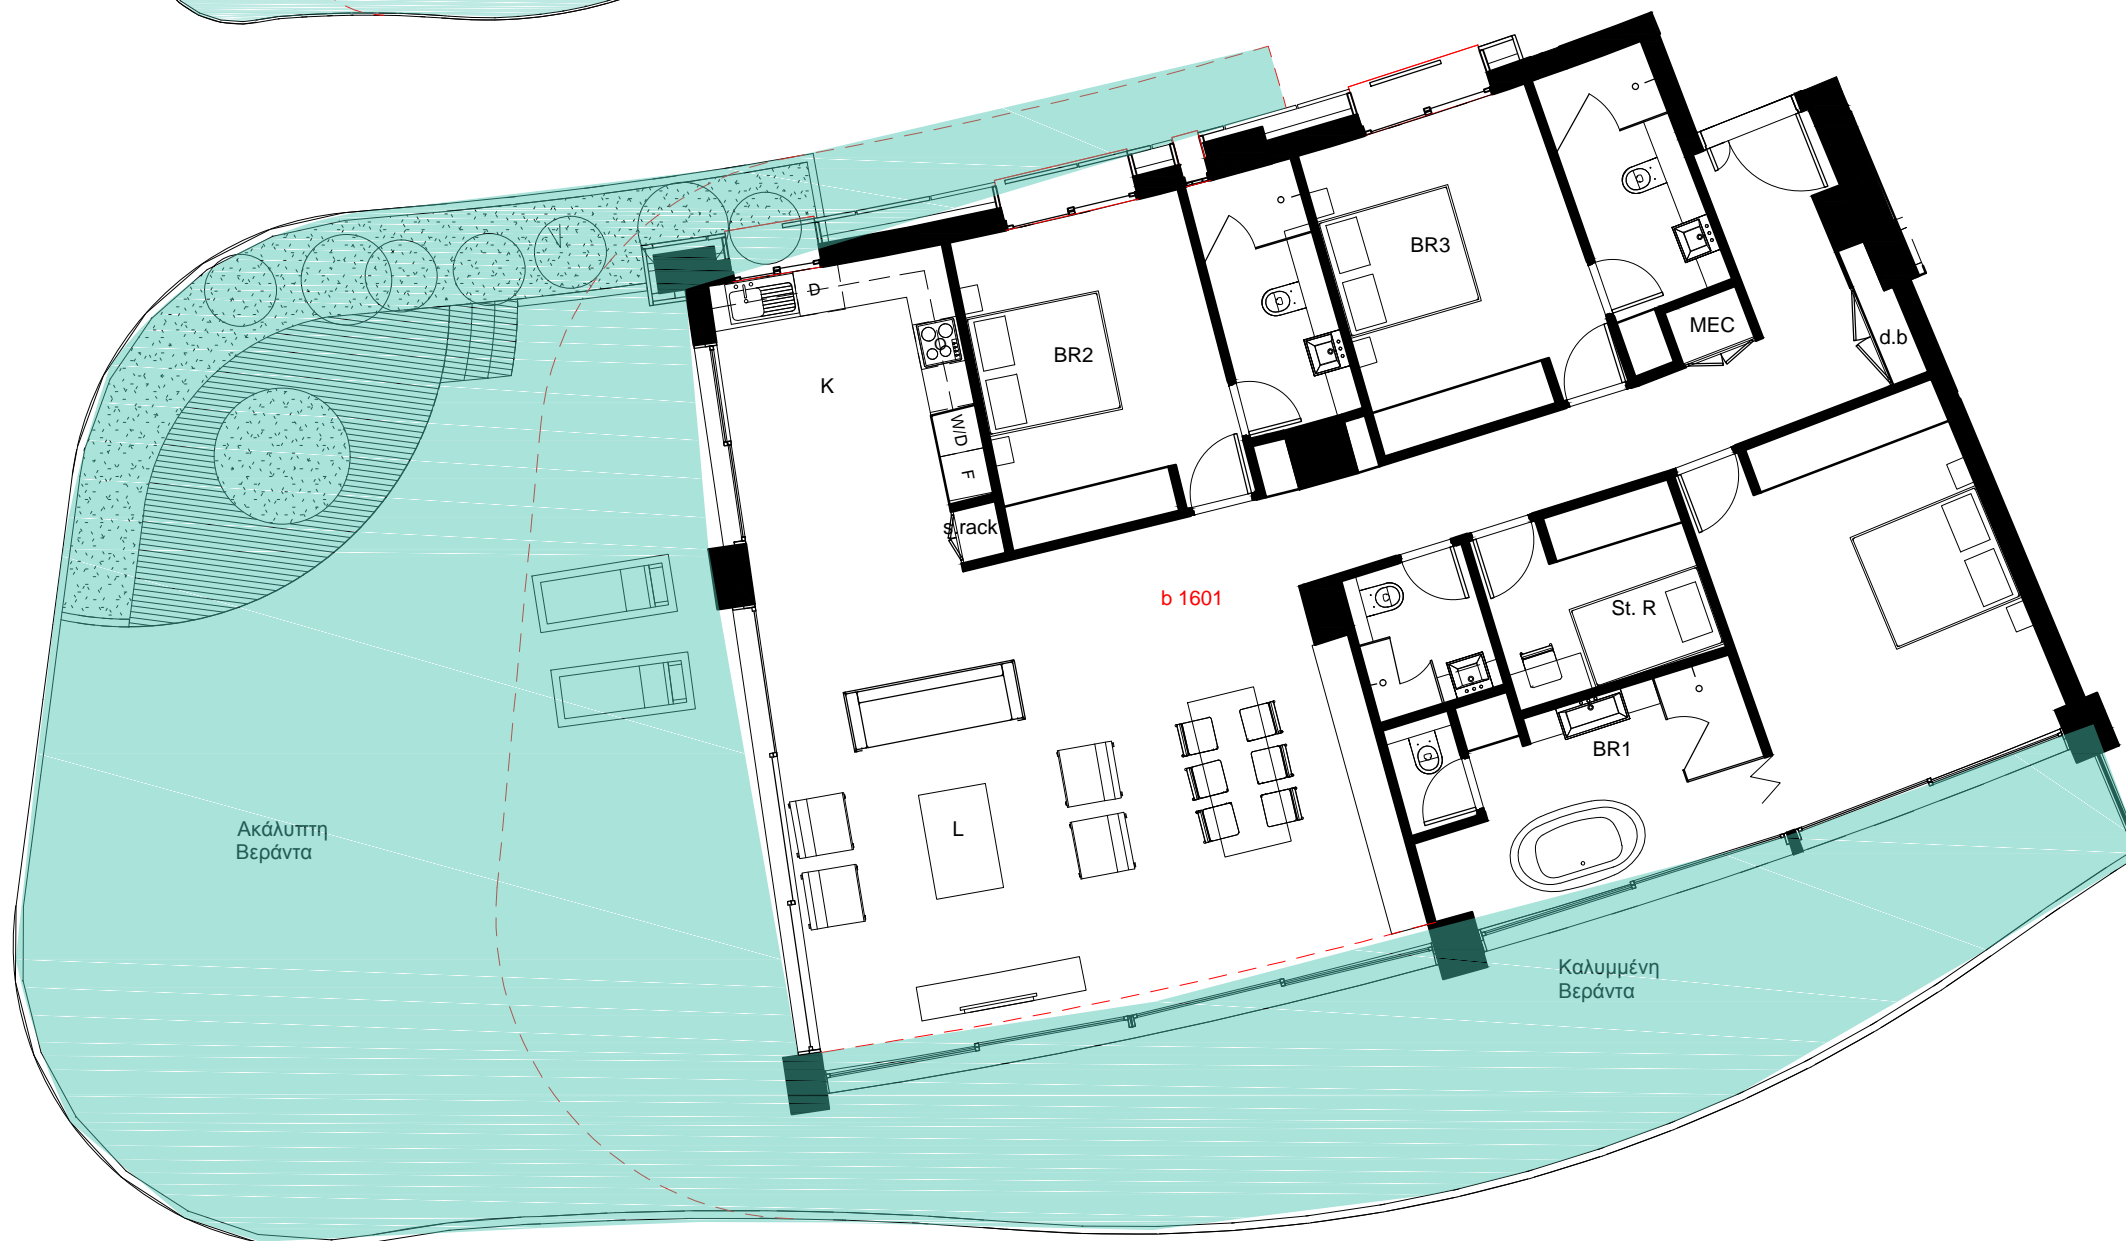 BR3
MEC
d.b
D
BR2
K
W/D
F
s.rack
b 1601
St. R
BR1
L
Ακάλυπτη
Βεράντα
Καλυμμένη
Βεράντα